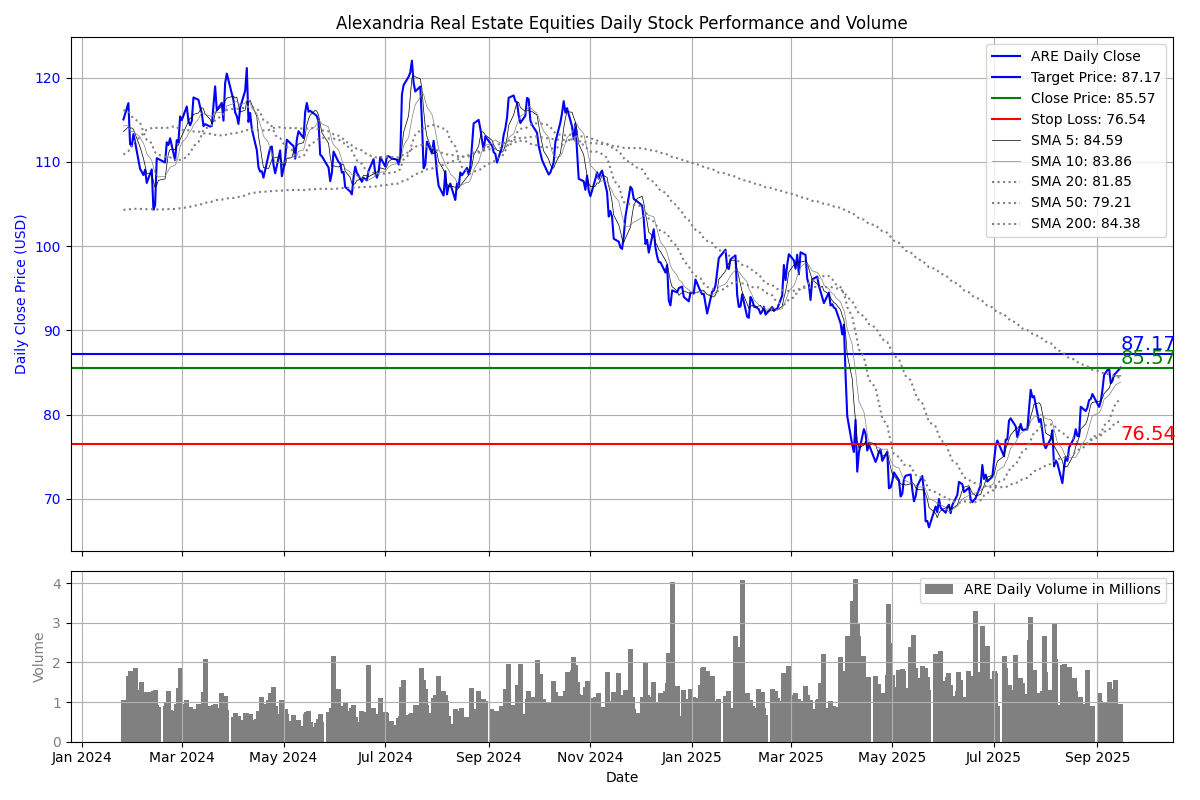 Alexandria Real Estate Equities Daily Stock Performance and Volume
Daily Close Price (USD)
120
110
100
90
80
70
ARE Daily Close
Target Price: 87.17
Close Price: 85.57
Stop Loss: 76.54
SMA 5: 84.59
SMA 10: 83.86
SMA 20: 81.85
SMA 50: 79.21
SMA 200: 84.38
87.17
85.57
76.54
Volume
4
3
2
1
0
ARE Daily Volume in Millions
Jan 2024 Mar 2024 May 2024 Jul 2024 Sep 2024 Nov 2024 Jan 2025 Mar 2025 May 2025 Jul 2025 Sep 2025
Date